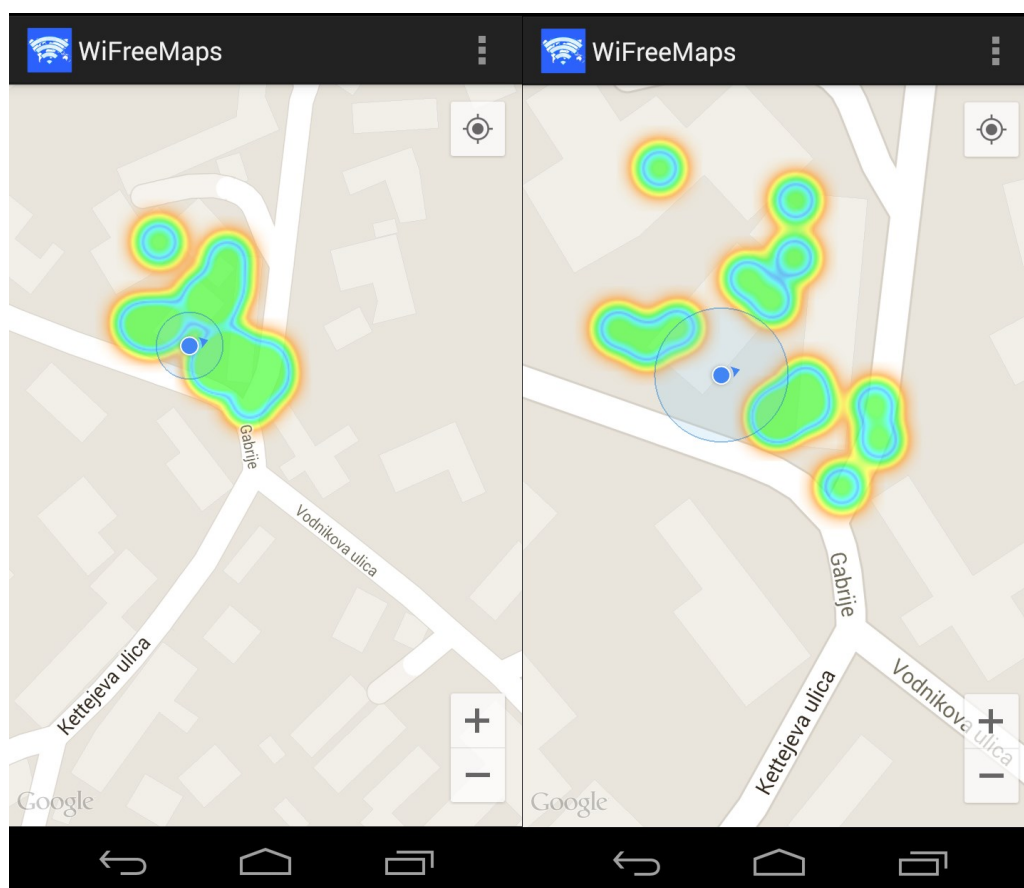 WiFreeMaps
Gabrije
Vodnikova ulica
Kettejeva ulica
+
−
Google
WiFreeMaps
Gabrije
Vodnikova ulica
Kettejeva ulica
+
−
Google